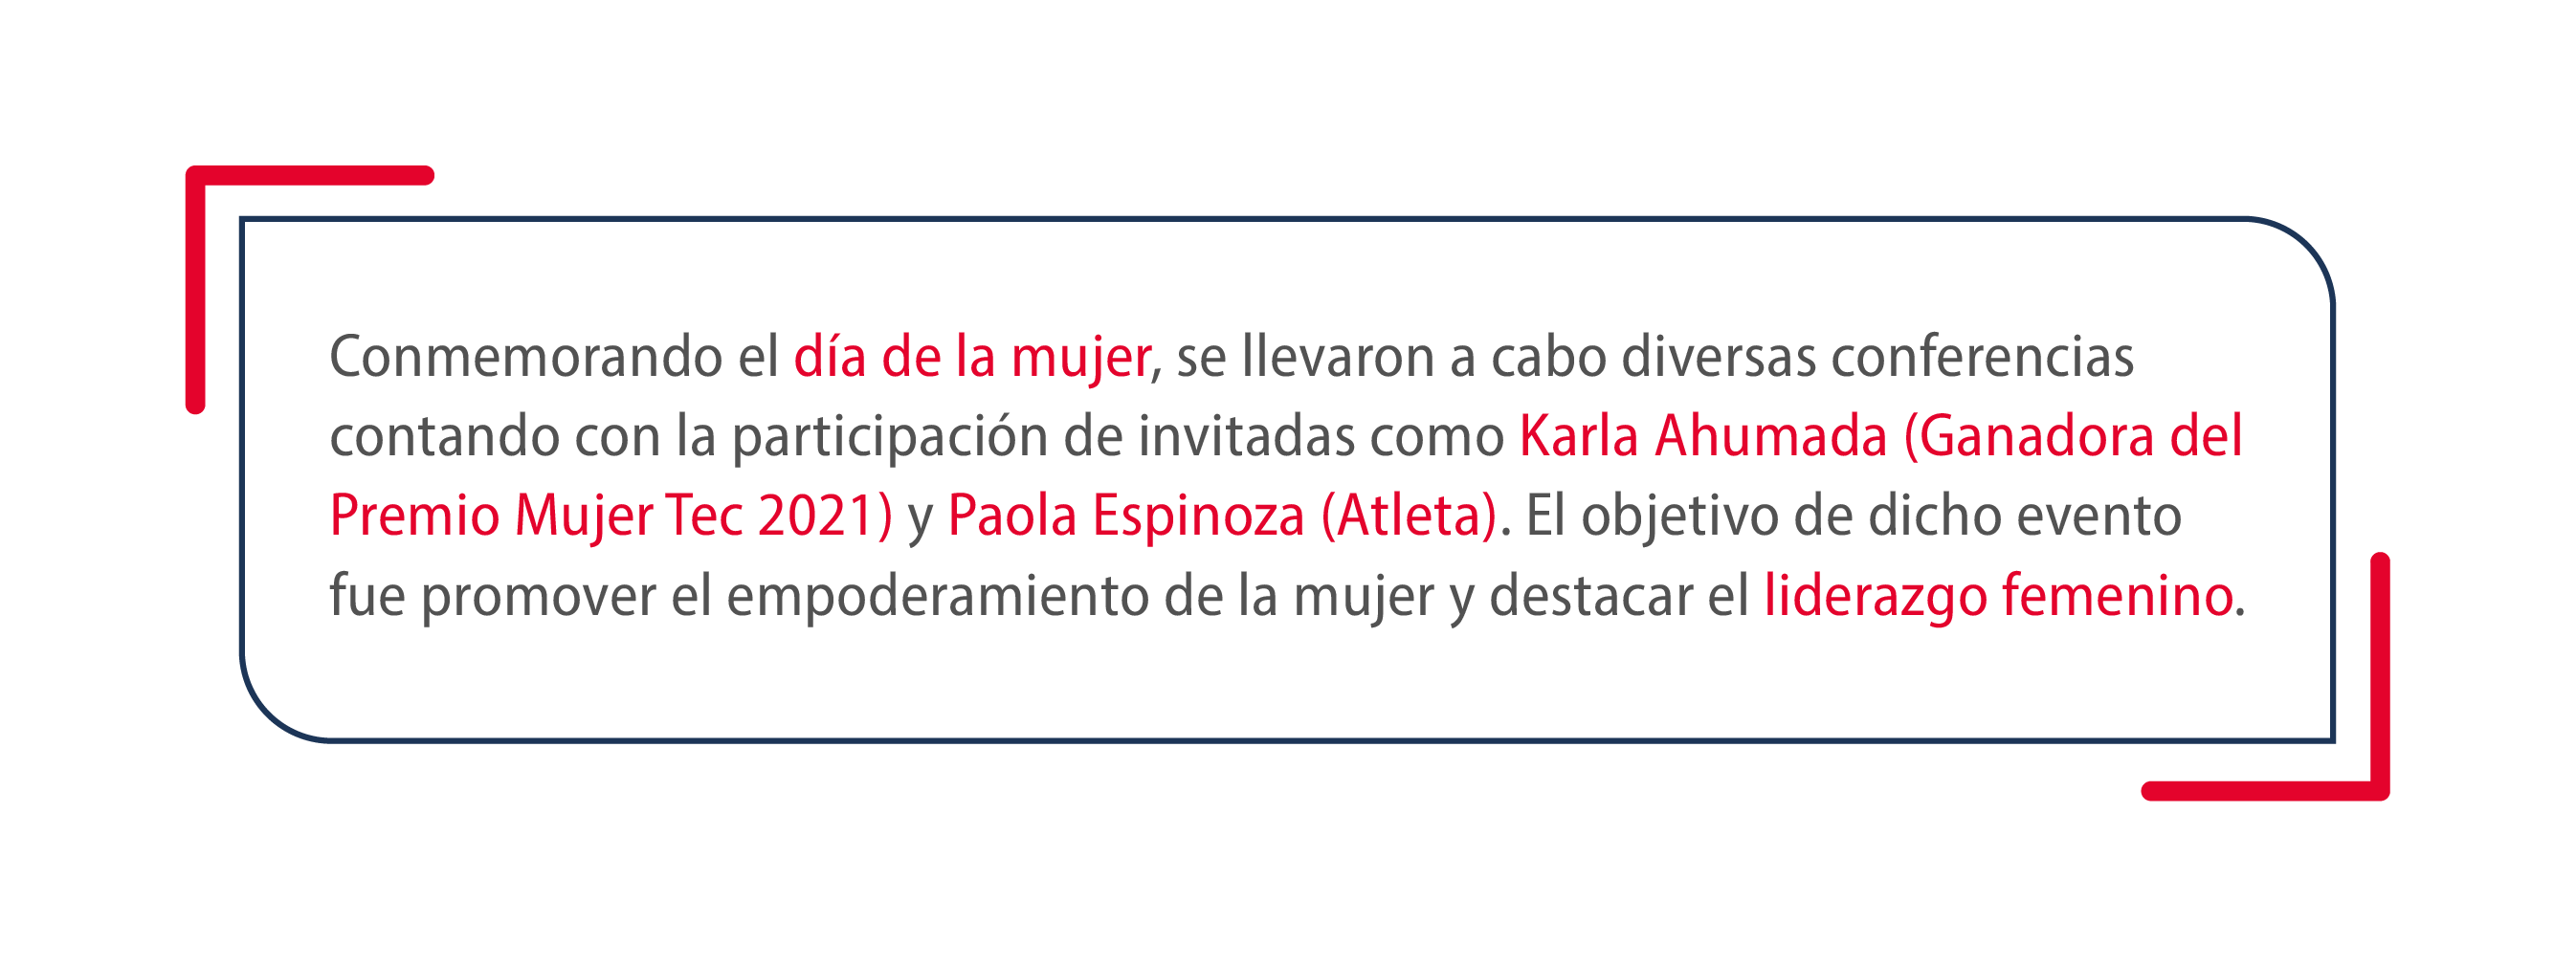 Conmemorando el día de la mujer, se llevaron a cabo diversas conferencias
contando con la participación de invitadas como Karla Ahumada (Ganadora del
Premio Mujer Tec 2021) y Paola Espinoza (Atleta). El objetivo de dicho evento
fue promover el empoderamiento de la mujer y destacar el liderazgo femenino.